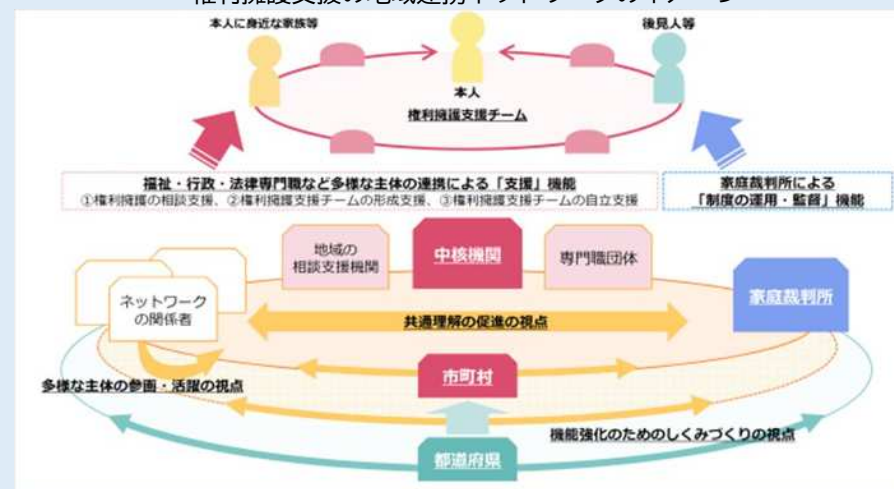 権利擁護支援の地域連携ネットワークのイメージ
本人に身近な家族等
後見人等
本人
権利擁護支援チーム
福祉・行政・法律専門職など多様な主体の連携による「支援」機能
①権利擁護の相談支援、②権利擁護支援チームの形成支援、③権利擁護支援チームの自立支援
家庭裁判所による
「制度の運用・監督」機能
地域の
相談支援機関
中核機関
専門職団体
ネットワーク
の関係者
家庭裁判所
共通理解の促進の視点
市町村
多様な主体の参画・活躍の視点
機能強化のためのしくみづくりの視点
都道府県